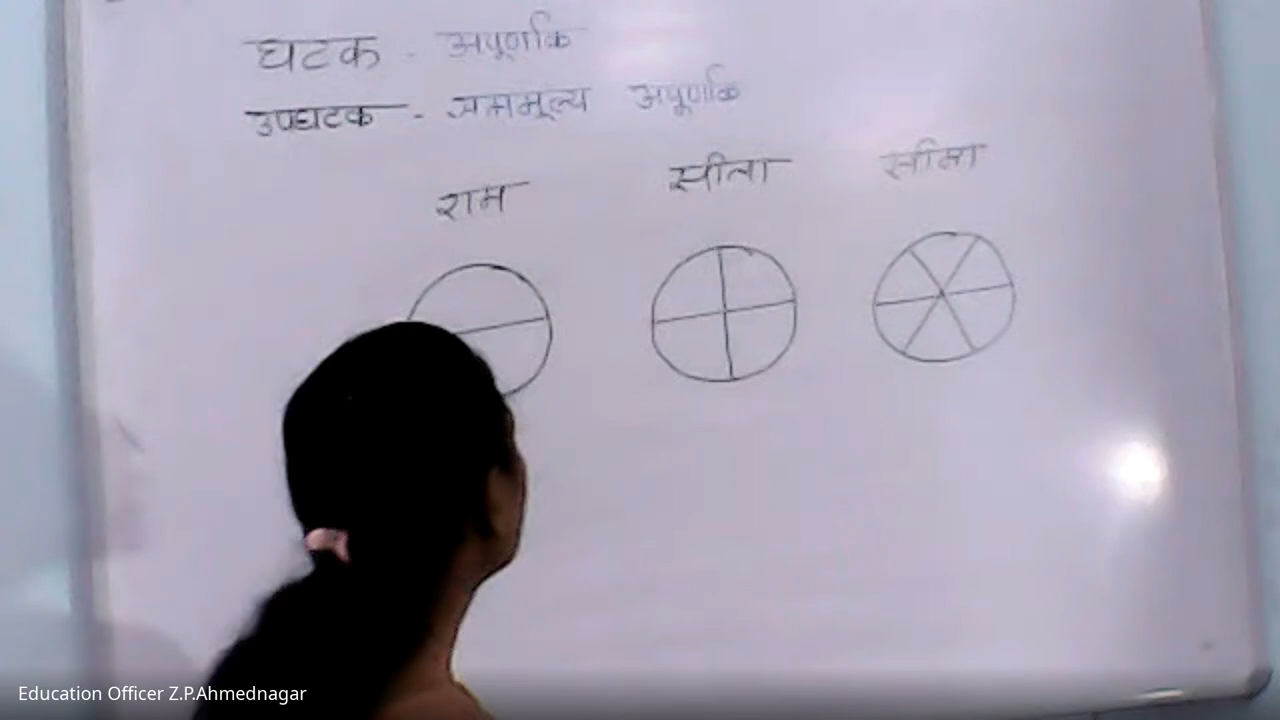 घटक - अपूर्णांक
उपघटक - सममूल्य अपूर्णांक
राम सीता सीमा
Education Officer Z.P.Ahmednagar